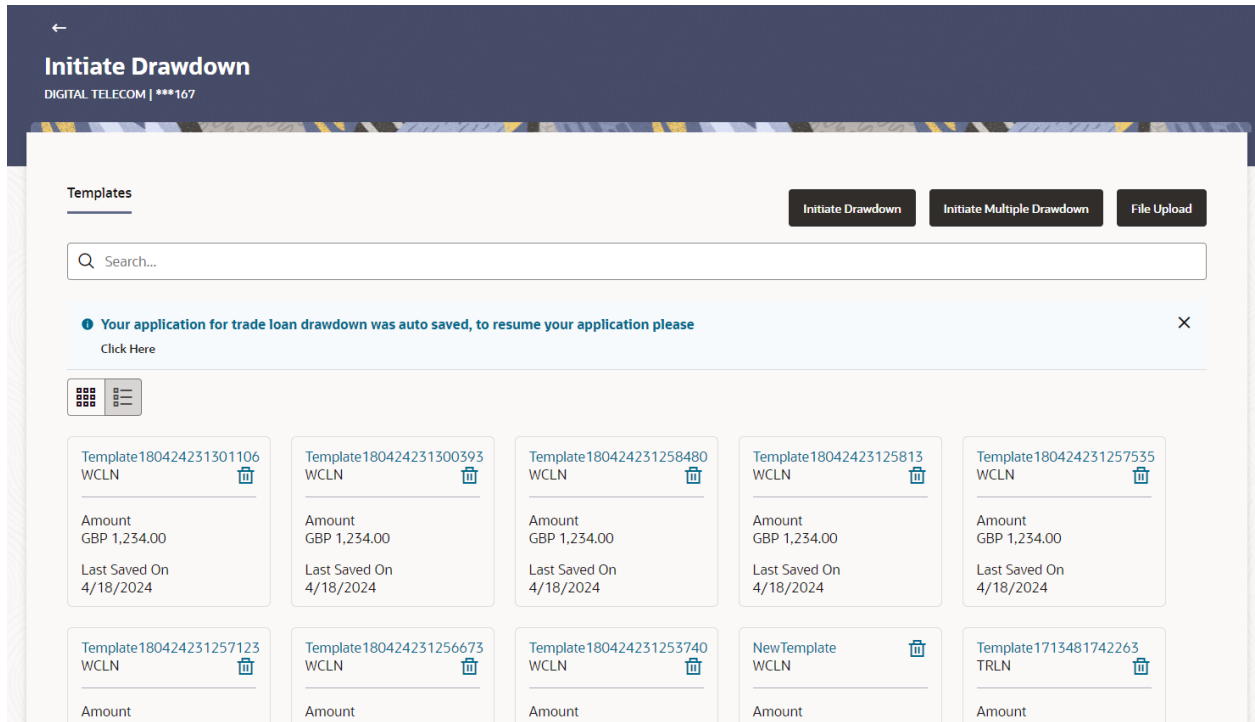 Initiate Drawdown
DIGITAL TELECOM | ***167
Templates
Initiate Drawdown
Initiate Multiple Drawdown
File Upload
Search...
Your application for trade loan drawdown was auto saved, to resume your application please
Click Here
Template180424231301106
WCLN
Amount
GBP 1,234.00
Last Saved On
4/18/2024
Template180424231300393
WCLN
Amount
GBP 1,234.00
Last Saved On
4/18/2024
Template180424231258480
WCLN
Amount
GBP 1,234.00
Last Saved On
4/18/2024
Template18042423125813
WCLN
Amount
GBP 1,234.00
Last Saved On
4/18/2024
Template180424231257535
WCLN
Amount
GBP 1,234.00
Last Saved On
4/18/2024
Template180424231257123
WCLN
Amount
Template180424231256673
WCLN
Amount
Template180424231253740
WCLN
Amount
NewTemplate
WCLN
Amount
Template1713481742263
TRLN
Amount